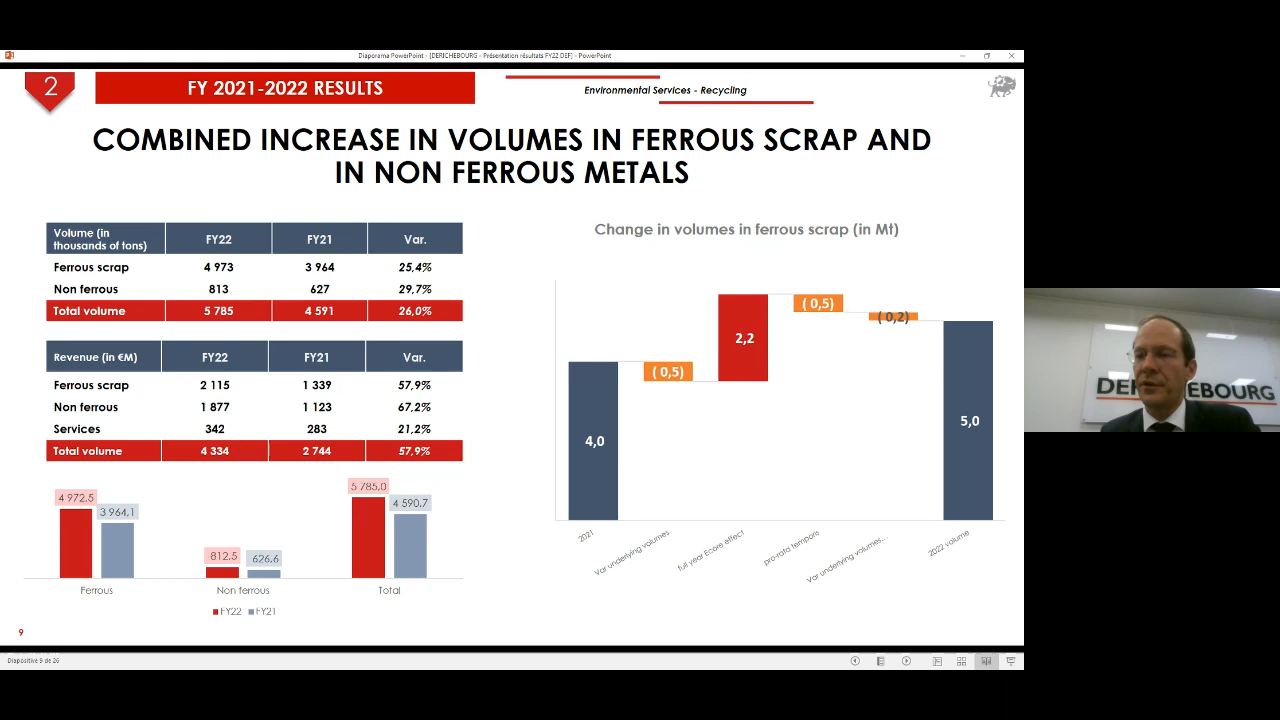 Diaporama PowerPoint - [DERICHEBOURG - Présentation résultats FY22 DEF] - PowerPoint
2
FY 2021-2022 RESULTS
Environmental Services - Recycling
COMBINED INCREASE IN VOLUMES IN FERROUS SCRAP AND
IN NON FERROUS METALS
Volume (in thousands of tons) FY22 FY21 Var.
Ferrous scrap 4 973 3 964 25,4%
Non ferrous 813 627 29,7%
Total volume 5 785 4 591 26,0%
Revenue (in €M) FY22 FY21 Var.
Ferrous scrap 2 115 1 339 57,9%
Non ferrous 1 877 1 123 67,2%
Services 342 283 21,2%
Total volume 4 334 2 744 57,9%
4 972,5
3 964,1
812,5
626,6
5 785,0
4 590,7
Ferrous Non ferrous Total
FY22 FY21
Change in volumes in ferrous scrap (in Mt)
4,0
( 0,5)
2,2
( 0,5)
( 0,2)
5,0
2021
Var underlying volumes
full year Ecore effect
pro-rata temporis
Var underlying volumes...
2022 volume
9
Diapositive 9 de 26
DERICHEBOURG